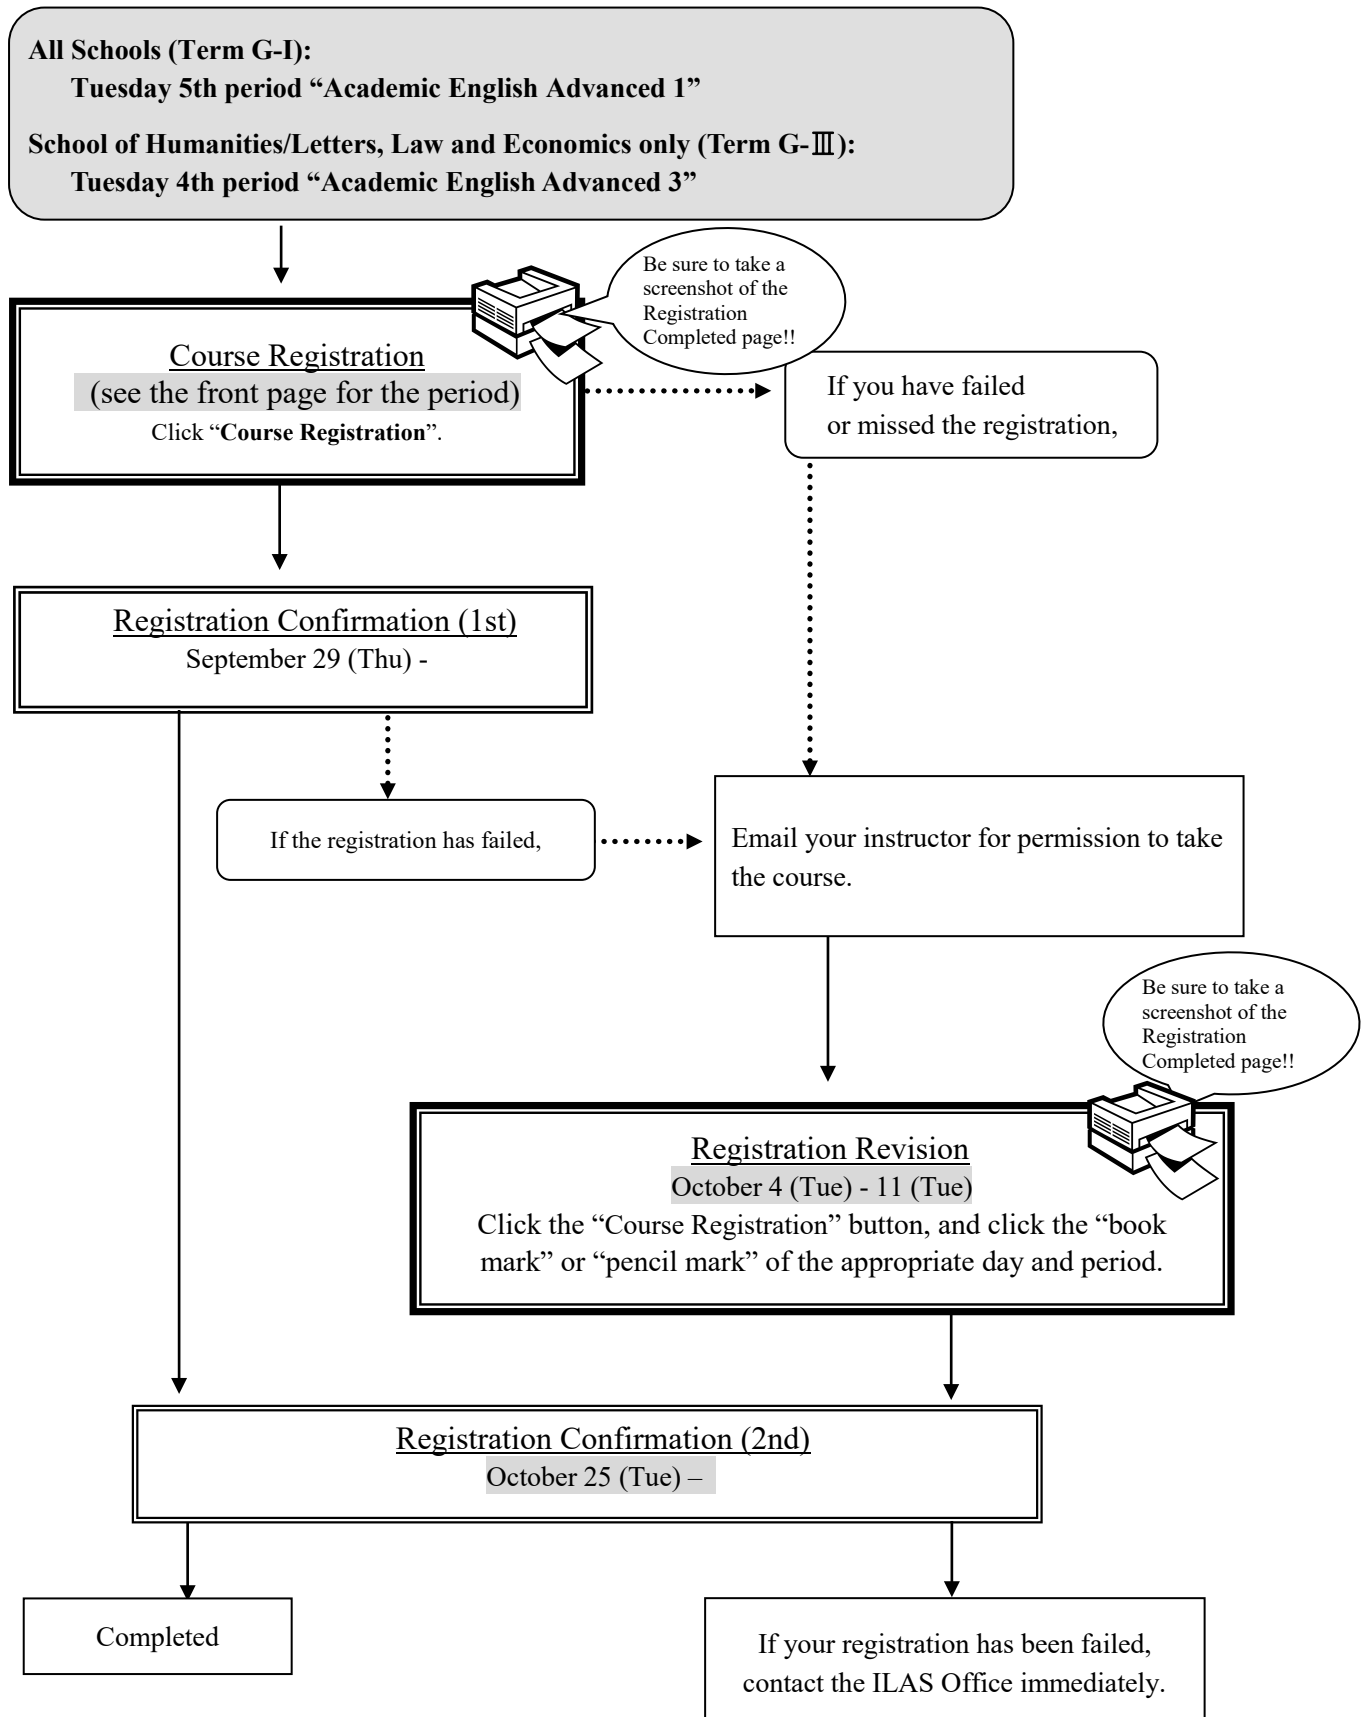 All Schools (Term G-I):
Tuesday 5th period “Academic English Advanced 1”
School of Humanities/Letters, Law and Economics only (Term G-Ⅲ):
Tuesday 4th period “Academic English Advanced 3”
Be sure to take a
screenshot of the
Registration
Completed page!!
Course Registration
(see the front page for the period)
Click “Course Registration”.
If you have failed
or missed the registration,
Registration Confirmation (1st)
September 29 (Thu) -
If the registration has failed,
Email your instructor for permission to take
the course.
Be sure to take a
screenshot of the
Registration
Completed page!!
Registration Revision
October 4 (Tue) - 11 (Tue)
Click the “Course Registration” button, and click the “book
mark” or “pencil mark” of the appropriate day and period.
Registration Confirmation (2nd)
October 25 (Tue) –
Completed
If your registration has been failed,
contact the ILAS Office immediately.